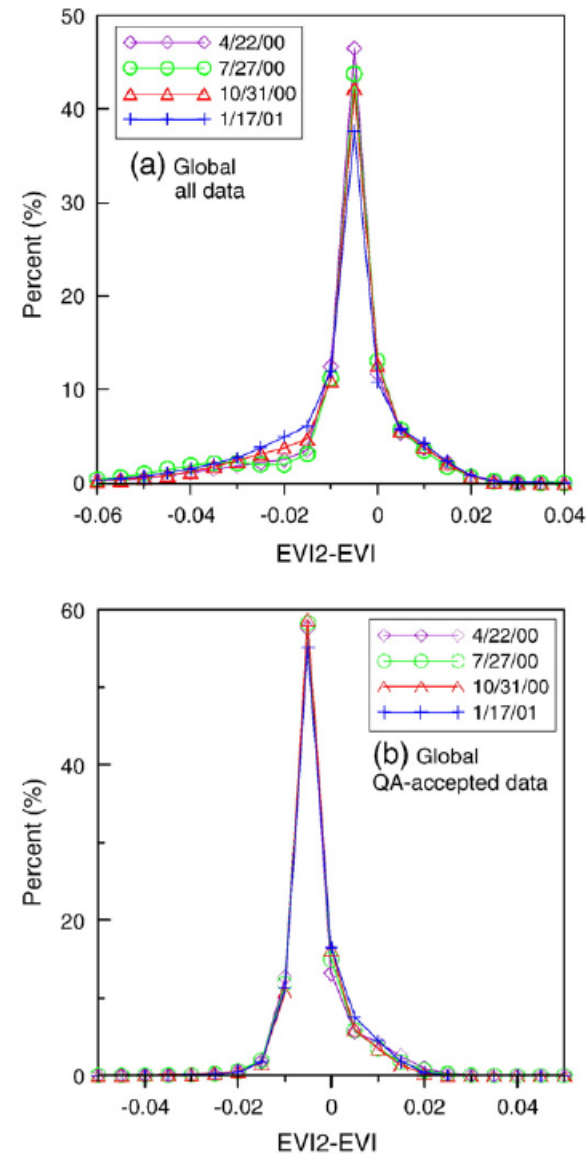 50
40
30
20
10
0
Percent (%)
4/22/00
7/27/00
10/31/00
1/17/01
(a) Global
all data
-0.06 -0.04 -0.02 0 0.02 0.04
EVI2-EVI
60
40
20
0
Percent (%)
4/22/00
7/27/00
10/31/00
1/17/01
(b) Global
QA-accepted data
-0.04 -0.02 0 0.02 0.04
EVI2-EVI